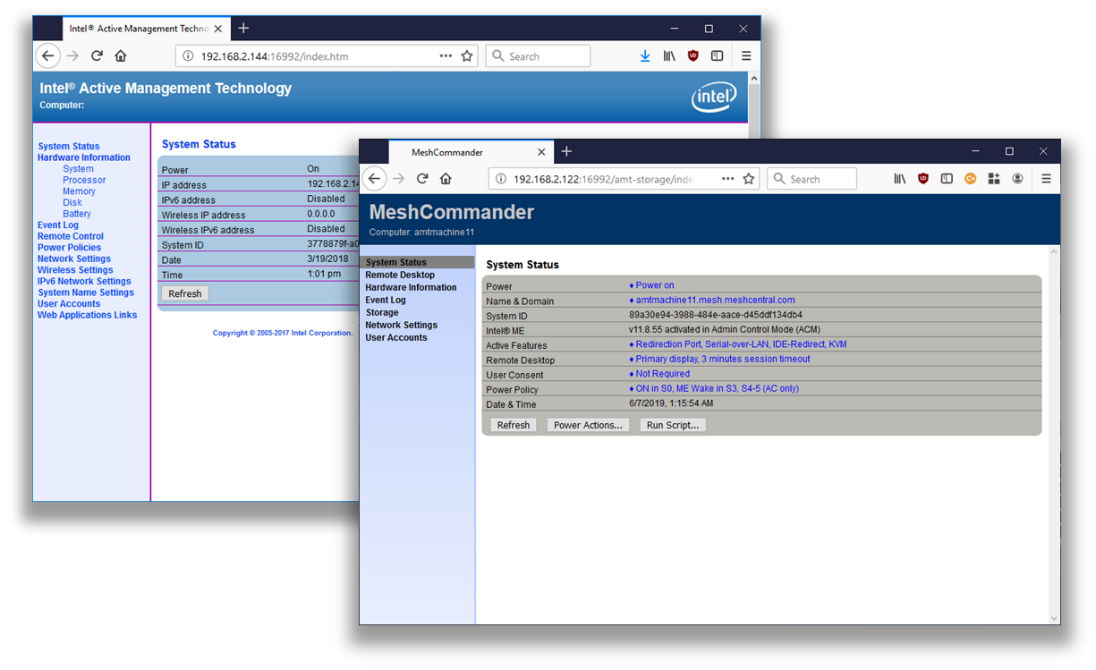 Intel® Active Management Techno
192.168.2.144:16992/index.htm
Search
Intel® Active Management Technology
Computer:
intel
System Status
Hardware Information
System
Processor
Memory
Disk
Battery
Event Log
Remote Control
Power Policies
Network Settings
Wireless Settings
IPv6 Network Settings
System Name Settings
User Accounts
Web Applications Links
System Status
Power On
IP address 192.168.2.14
IPv6 address Disabled
Wireless IP address 0.0.0.0
Wireless IPv6 address Disabled
System ID 3778879f-a0
Date 3/19/2018
Time 1:01 pm
Refresh
Copyright © 2005-2017 Intel Corporation.
MeshCommander
192.168.2.122:16992/amt-storage/inde
Search
MeshCommander
Computer: amtmachine11
System Status
Remote Desktop
Hardware Information
Event Log
Storage
Network Settings
User Accounts
System Status
Power ♦ Power on
Name & Domain ♦ amtmachine11.mesh.meshcentral.com
System ID 89a30e94-3988-484e-aace-d45ddf134db4
Intel® ME v11.8.55 activated in Admin Control Mode (ACM)
Active Features ♦ Redirection Port, Serial-over-LAN, IDE-Redirect, KVM
Remote Desktop ♦ Primary display, 3 minutes session timeout
User Consent ♦ Not Required
Power Policy ♦ ON in S0, ME Wake in S3, S4-5 (AC only)
Date & Time 6/7/2019, 1:15:54 AM
Refresh Power Actions... Run Script...